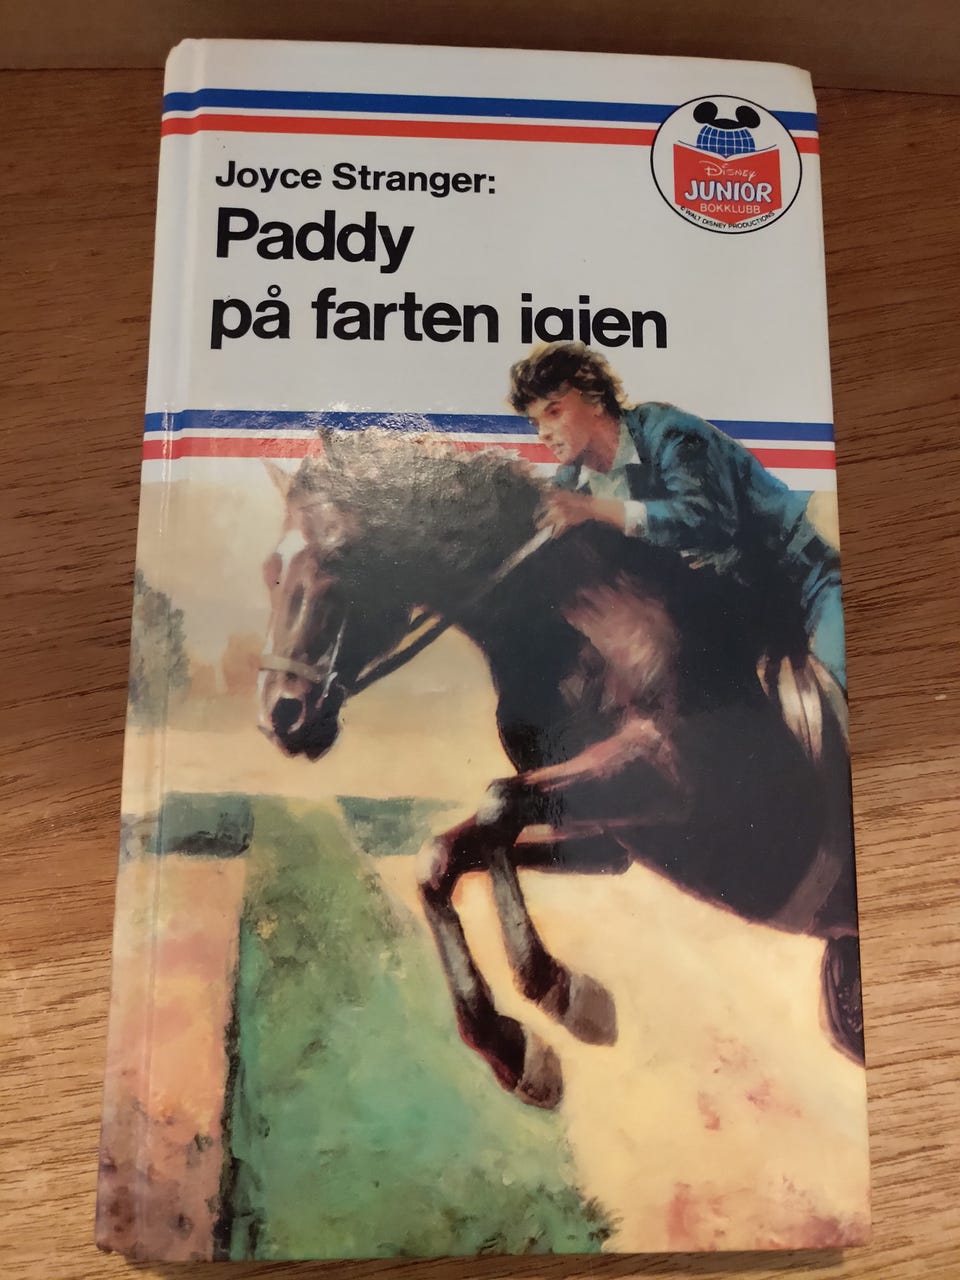 Joyce Stranger:
Paddy
på farten igjen
Disney
JUNIOR
BOKKLUBB
© WALT DISNEY PRODUCTIONS